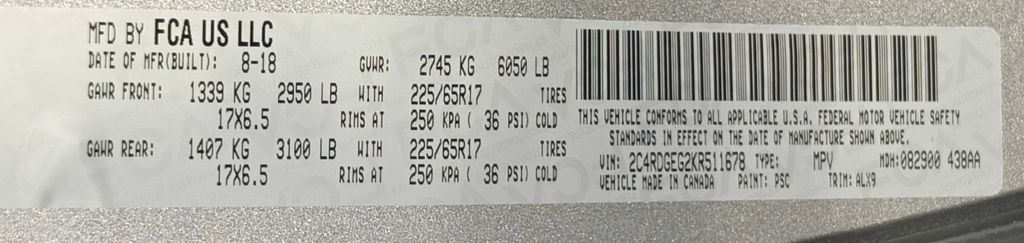 MFD BY FCA US LLC
DATE OF MFR(BUILT): 8-18 GVWR: 2745 KG 6050 LB
GAWR FRONT: 1339 KG 2950 LB WITH 225/65R17 TIRES
17X6.5 RIMS AT 250 KPA ( 36 PSI) COLD
GAWR REAR: 1407 KG 3100 LB WITH 225/65R17 TIRES
17X6.5 RIMS AT 250 KPA ( 36 PSI) COLD
THIS VEHICLE CONFORMS TO ALL APPLICABLE U.S.A. FEDERAL MOTOR VEHICLE SAFETY
STANDARDS IN EFFECT ON THE DATE OF MANUFACTURE SHOWN ABOVE.
VIN: 2C4RDGEG2KR511678 TYPE: MPV MDH:082900 438AA
VEHICLE MADE IN CANADA PAINT: PSC TRIM: ALX9